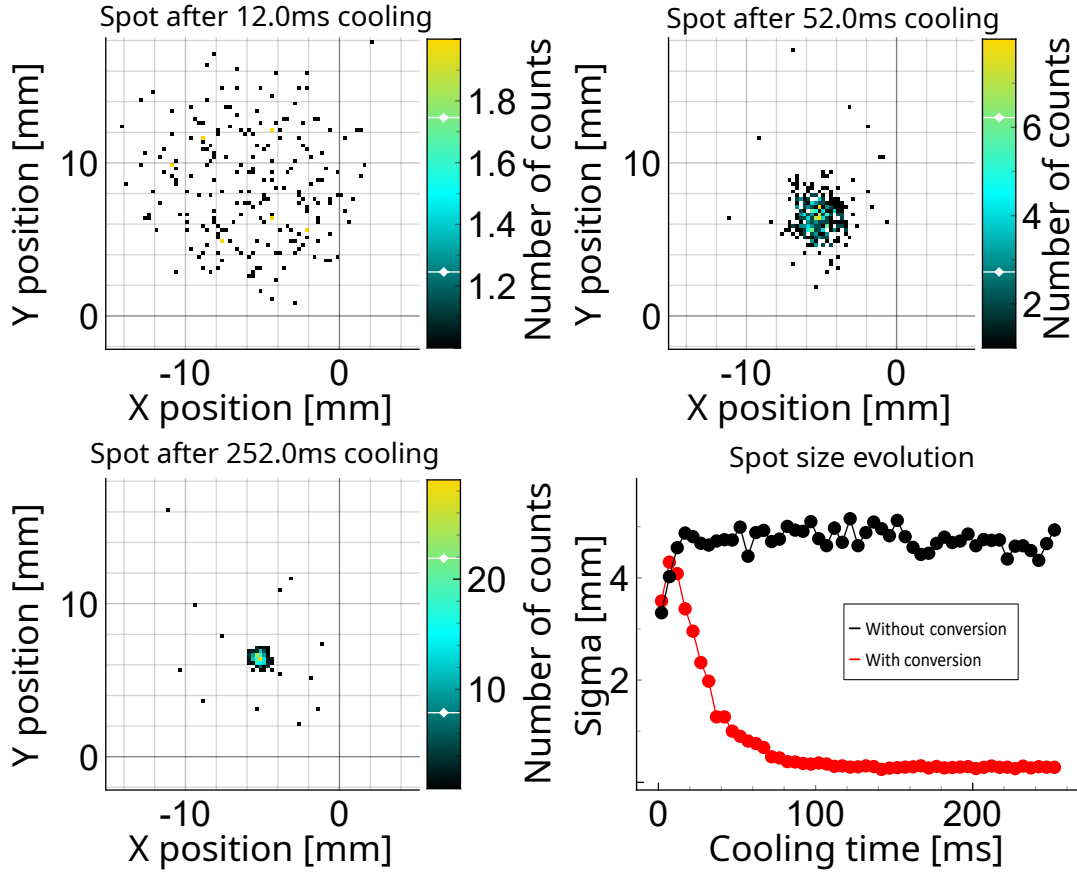 Spot after 12.0ms cooling
Y position [mm]
10
0
-10
0
X position [mm]
1.8
1.6
1.4
1.2
Number of counts
Spot after 52.0ms cooling
Y position [mm]
10
0
-10
0
X position [mm]
6
4
2
Number of counts
Spot after 252.0ms cooling
Y position [mm]
10
0
-10
0
X position [mm]
20
10
Number of counts
Spot size evolution
Sigma [mm]
4
2
0
100
200
Cooling time [ms]
Without conversion
With conversion